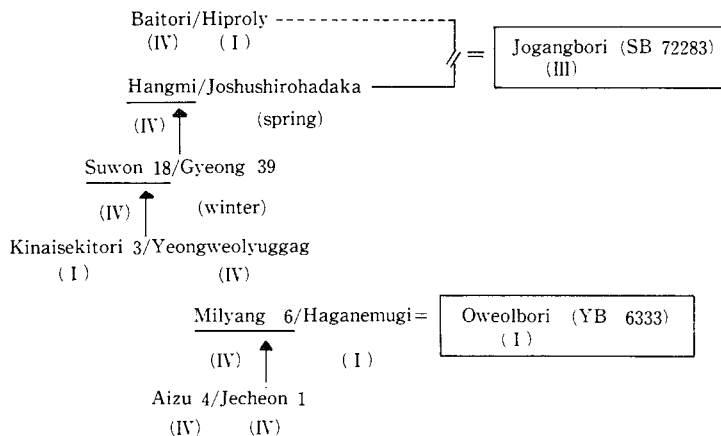 Baitori/Hiproly
(IV) (I)
// = Jogangbori (SB 72283)
(III)
Hangmi/Joshushirohadaka
(IV) (spring)
Suwon 18/Gyeong 39
(IV) (winter)
Kinaisekitori 3/Yeongweolyuggag
(I) (IV)
Milyang 6/Haganemugi= Oweolbori (YB 6333)
(IV) (I) (I)
Aizu 4/Jecheon 1
(IV) (IV)